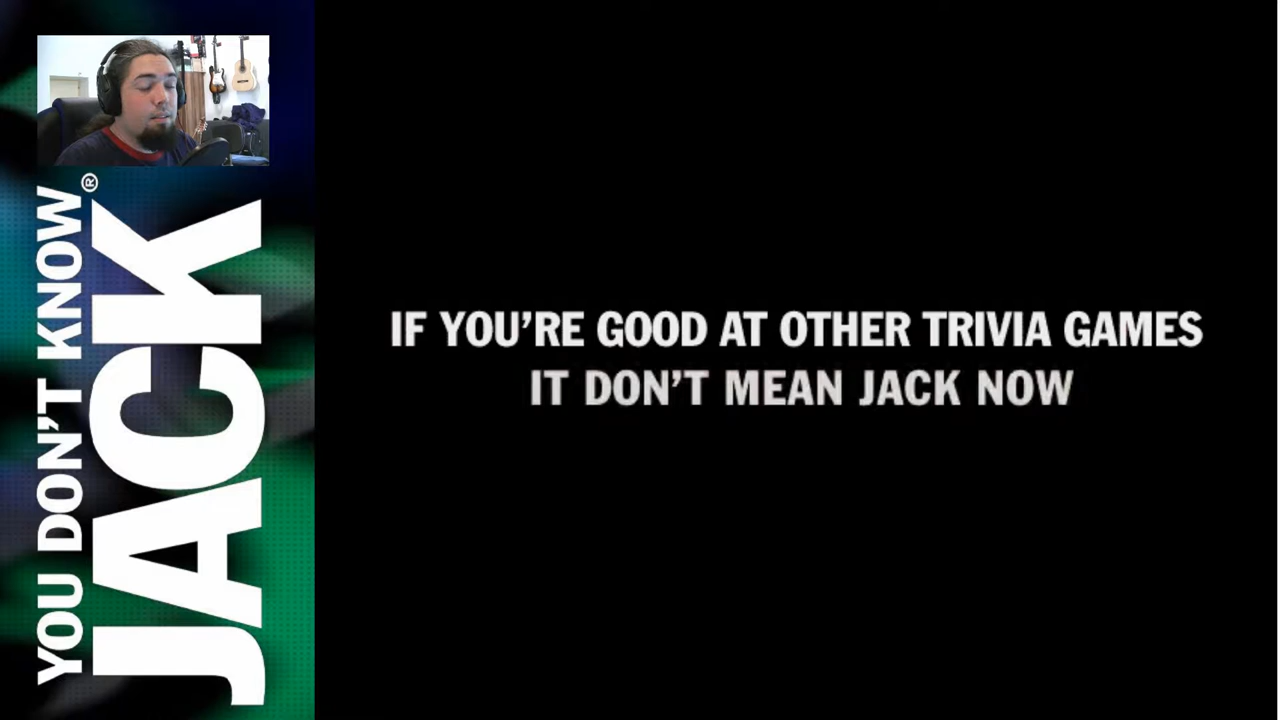 YOU DON'T KNOW
JACK®
IF YOU'RE GOOD AT OTHER TRIVIA GAMES
IT DON'T MEAN JACK NOW